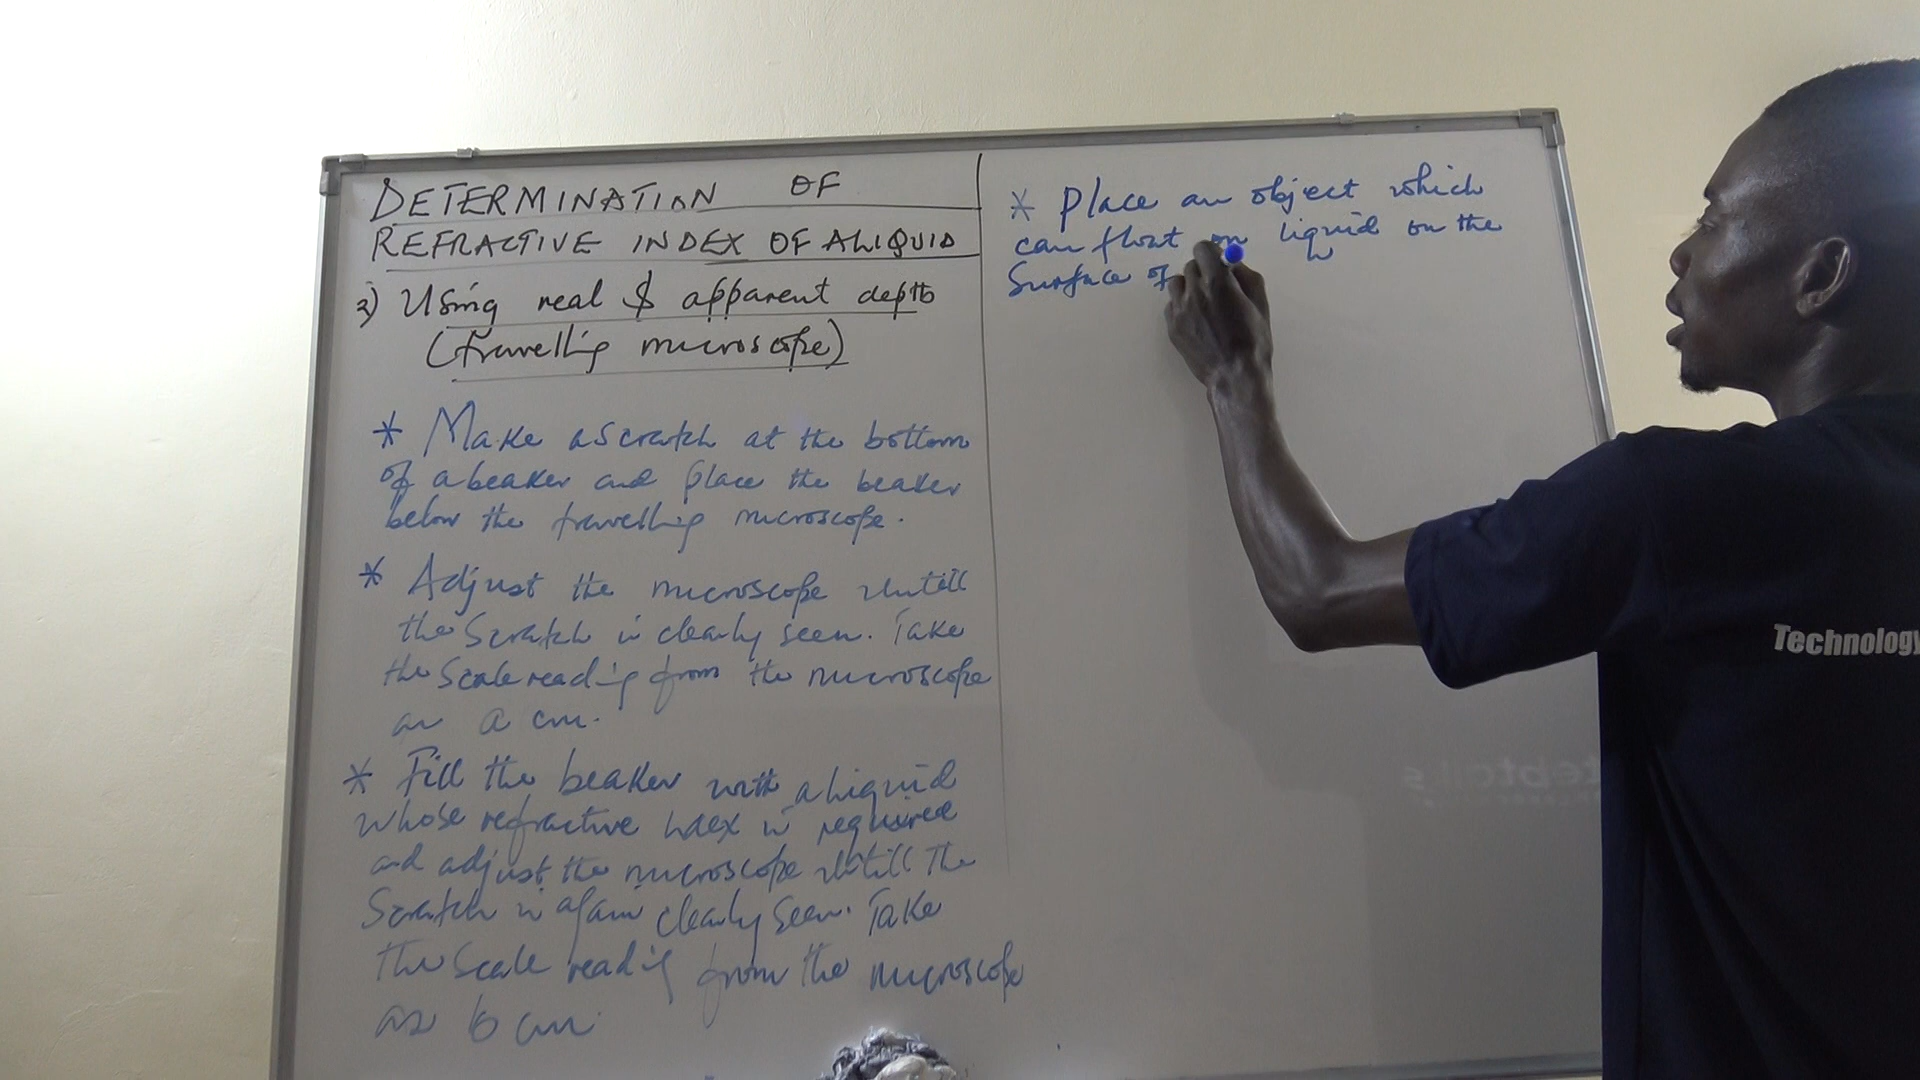 DETERMINATION OF
REFRACTIVE INDEX OF A LIQUID
3) Using real & apparent depth
(travelling microscope)
* Make a scratch at the bottom
of a beaker and place the beaker
below the travelling microscope.
* Adjust the microscope untill
the scratch is clearly seen. Take
the scale reading from the microscope
as a cm.
* Fill the beaker with a liquid
whose refractive index is required
and adjust the microscope untill the
scratch is again clearly seen. Take
the scale reading from the microscope
as b cm.
* Place an object which
can float on liquid on the
surface of
Technology